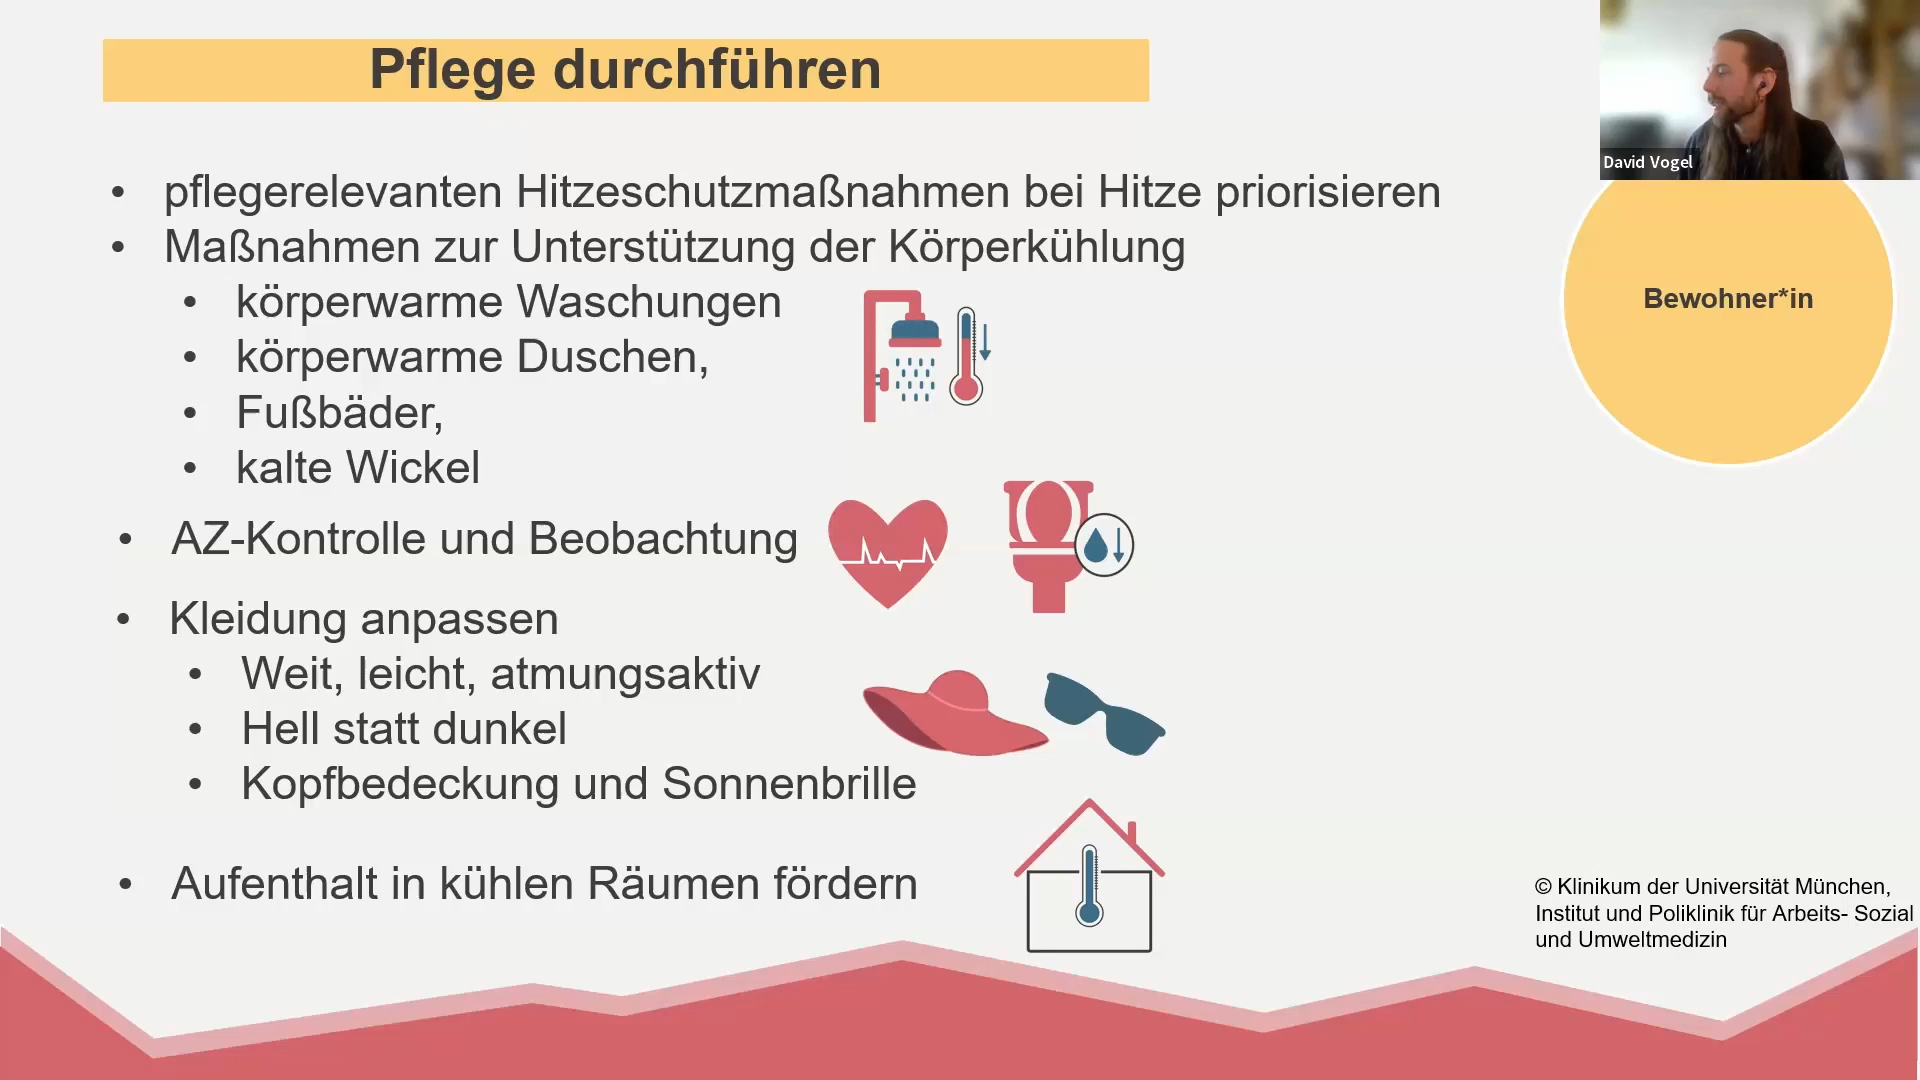 Pflege durchführen
David Vogel
• pflegerelevanten Hitzeschutzmaßnahmen bei Hitze priorisieren
• Maßnahmen zur Unterstützung der Körperkühlung
• körperwarme Waschungen
• körperwarme Duschen,
• Fußbäder,
• kalte Wickel
Bewohner*in
• AZ-Kontrolle und Beobachtung
• Kleidung anpassen
• Weit, leicht, atmungsaktiv
• Hell statt dunkel
• Kopfbedeckung und Sonnenbrille
• Aufenthalt in kühlen Räumen fördern
© Klinikum der Universität München,
Institut und Poliklinik für Arbeits- Sozial
und Umweltmedizin